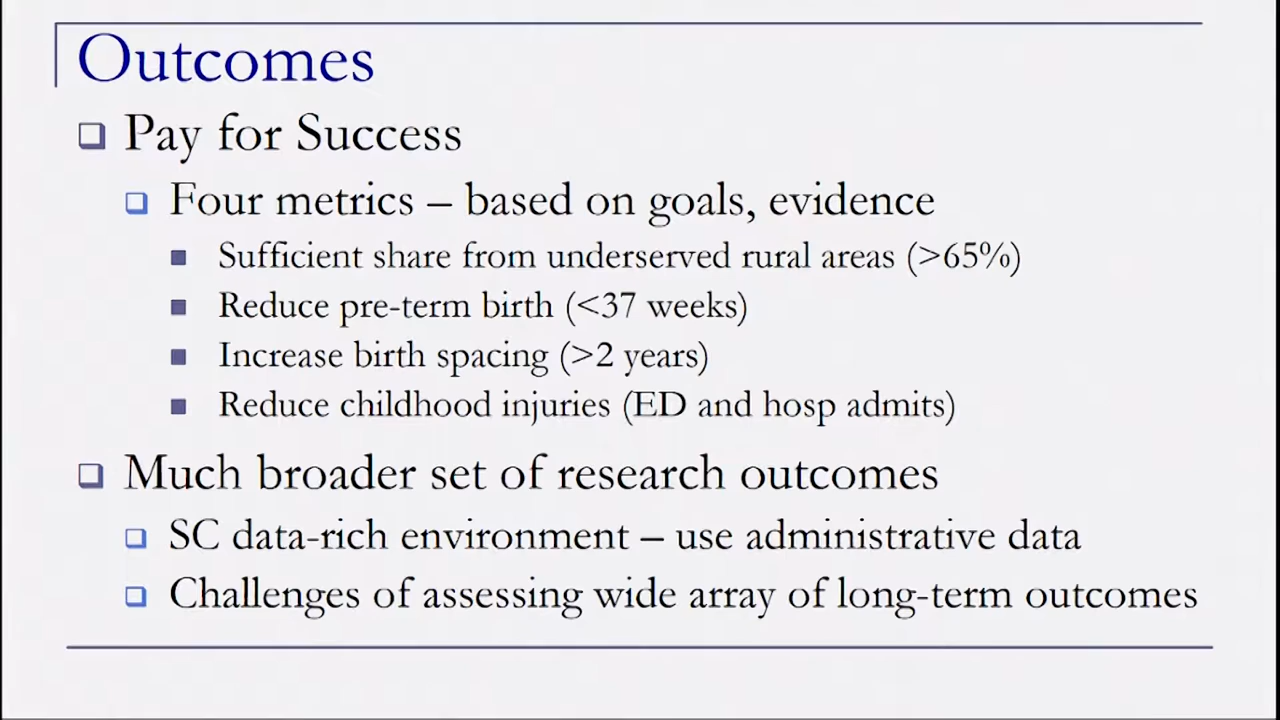 Outcomes
Pay for Success
Four metrics – based on goals, evidence
Sufficient share from underserved rural areas (>65%)
Reduce pre-term birth (<37 weeks)
Increase birth spacing (>2 years)
Reduce childhood injuries (ED and hosp admits)
Much broader set of research outcomes
SC data-rich environment – use administrative data
Challenges of assessing wide array of long-term outcomes